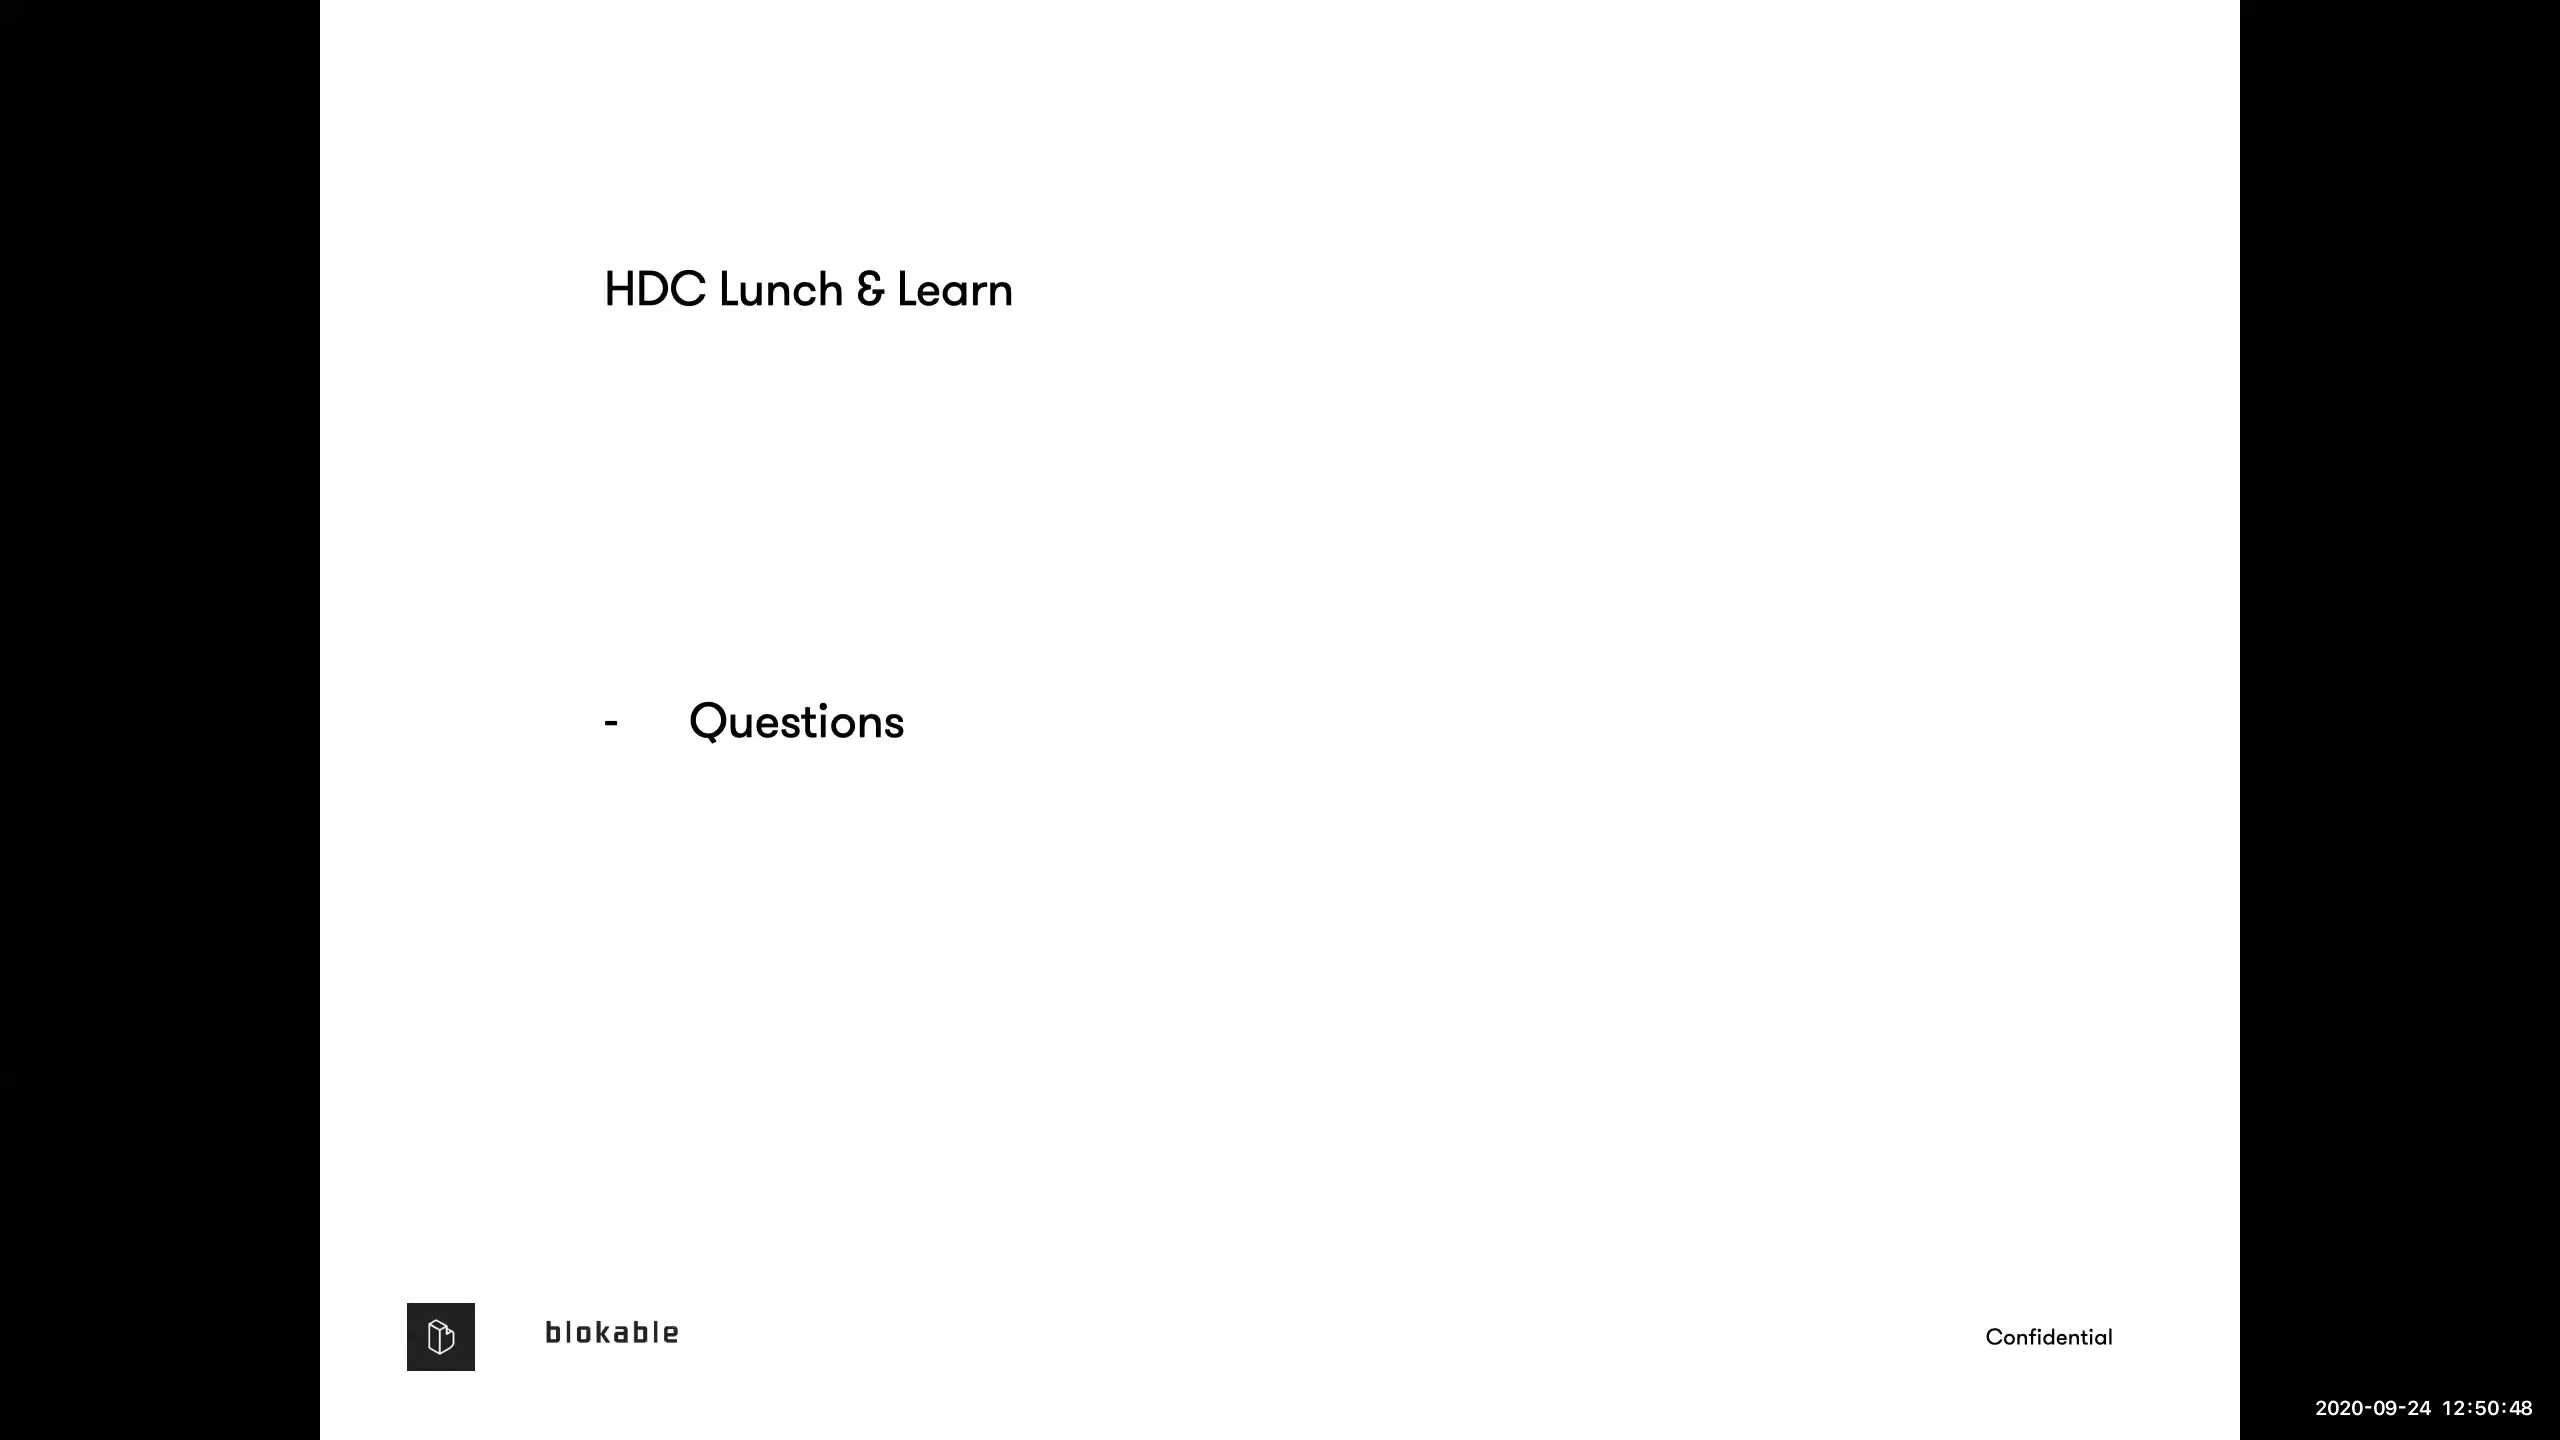 HDC Lunch & Learn
- Questions
blokable
Confidential
2020-09-24 12:50:48